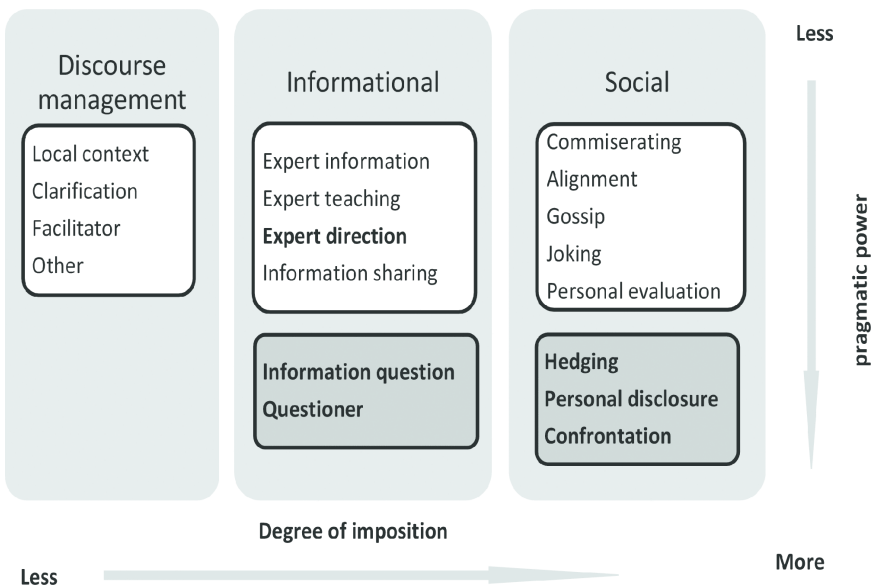 Discourse
management
Local context
Clarification
Facilitator
Other
Informational
Expert information
Expert teaching
Expert direction
Information sharing
Information question
Questioner
Social
Commiserating
Alignment
Gossip
Joking
Personal evaluation
Hedging
Personal disclosure
Confrontation
Less
pragmatic power
More
Degree of imposition
Less